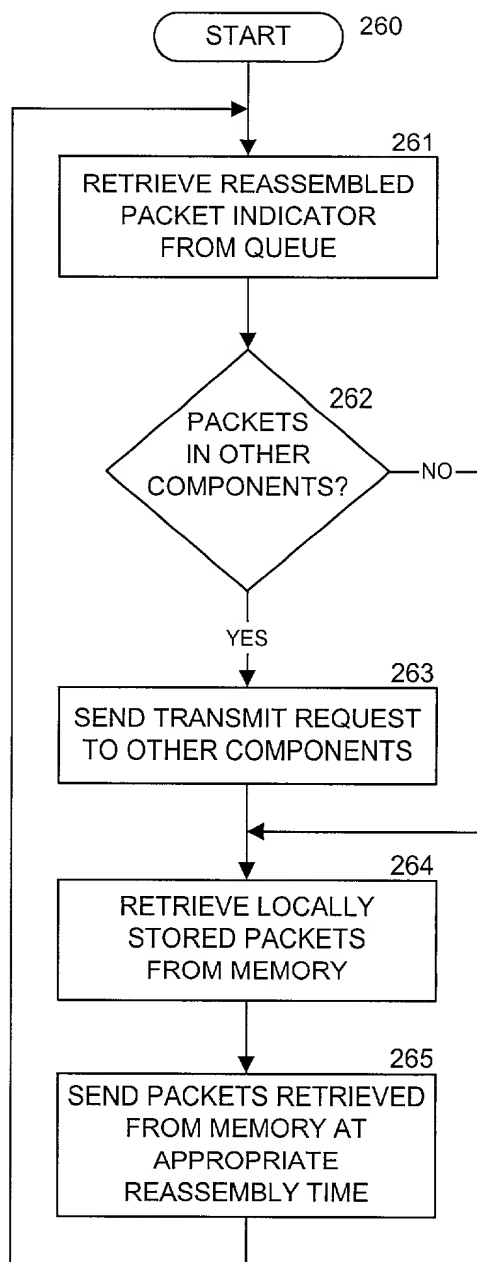 START
260
261
RETRIEVE REASSEMBLED
PACKET INDICATOR
FROM QUEUE
262
PACKETS
IN OTHER
COMPONENTS?
NO
YES
263
SEND TRANSMIT REQUEST
TO OTHER COMPONENTS
264
RETRIEVE LOCALLY
STORED PACKETS
FROM MEMORY
265
SEND PACKETS RETRIEVED
FROM MEMORY AT
APPROPRIATE
REASSEMBLY TIME